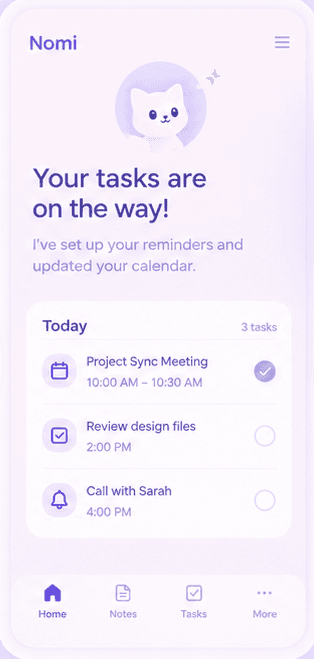 Nomi
Your tasks are
on the way!
I've set up your reminders and
updated your calendar.
Today
3 tasks
Project Sync Meeting
10:00 AM – 10:30 AM
Review design files
2:00 PM
Call with Sarah
4:00 PM
Home
Notes
Tasks
More